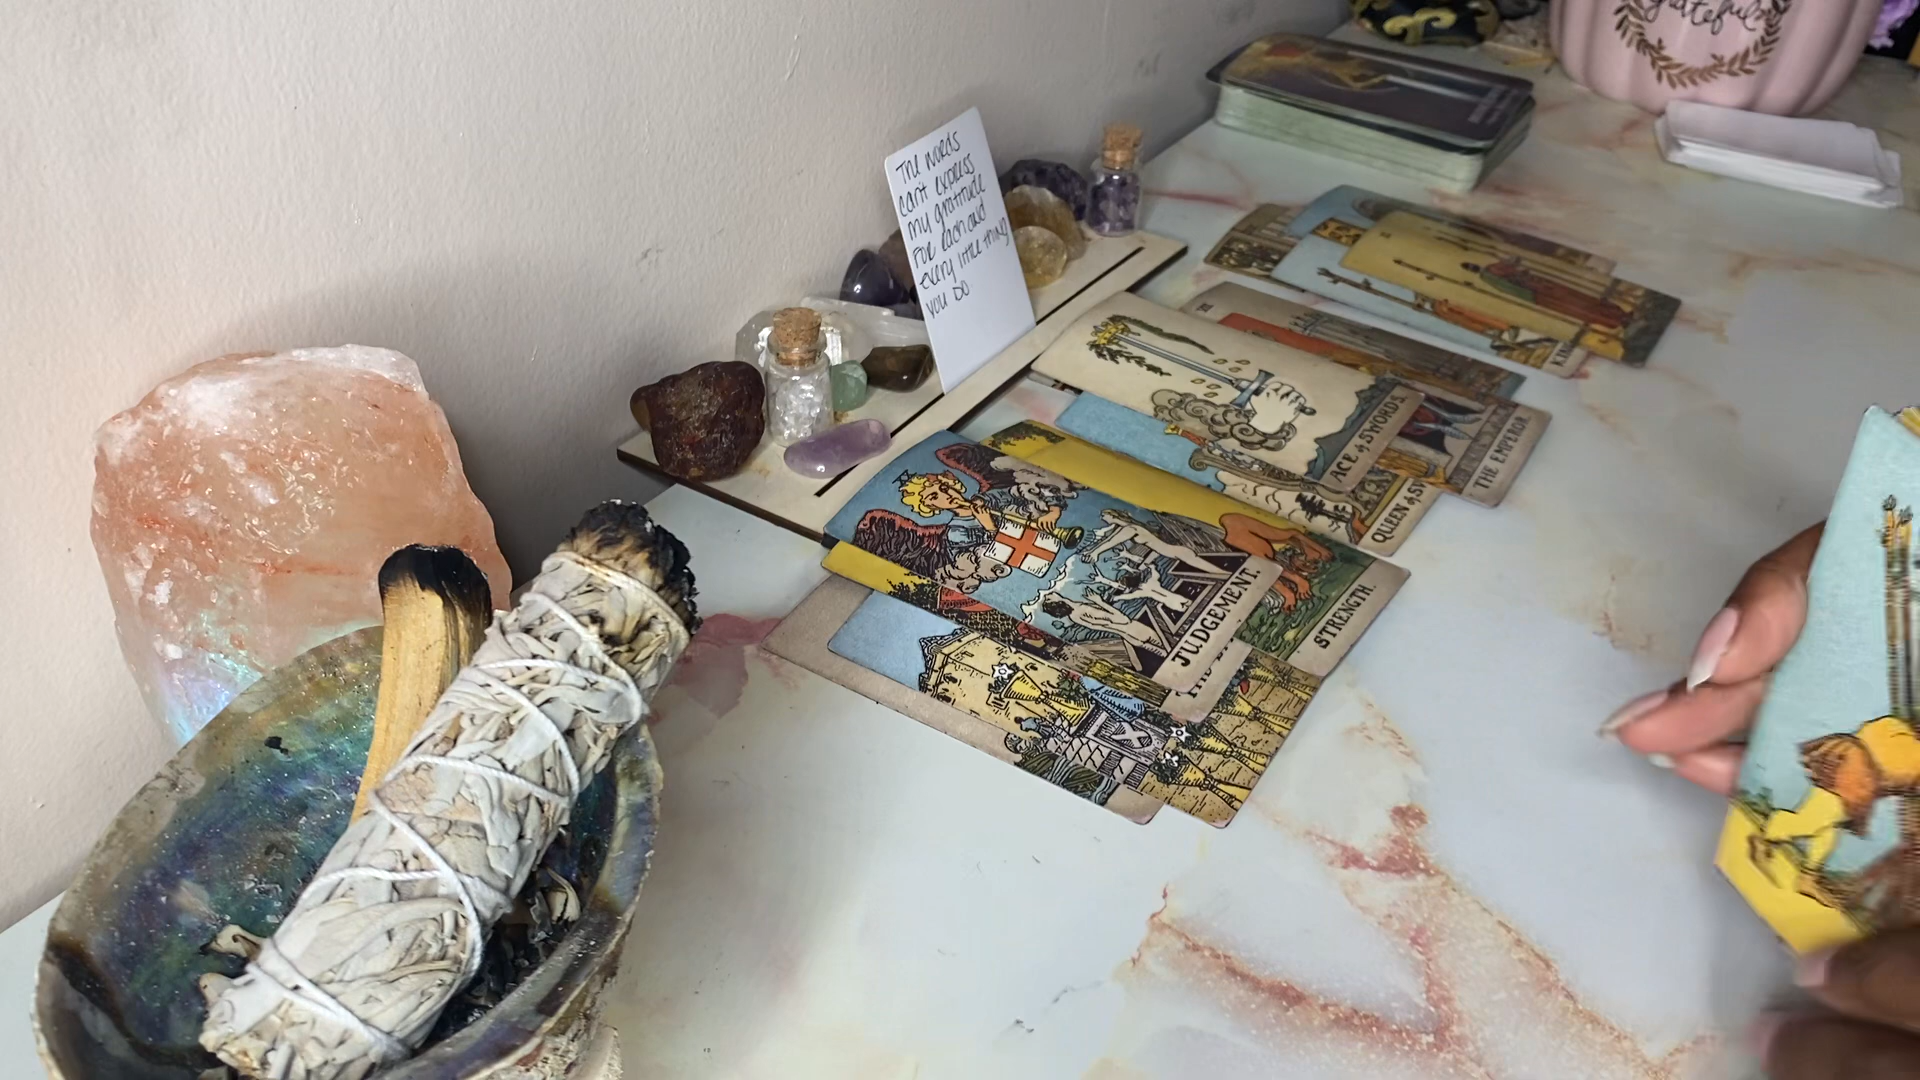 grateful
The words
can't express
my gratitude
for each and
every little thing
you do
ACE of SWORDS.
THE EMPEROR
QUEEN of
STRENGTH.
JUDGEMENT.